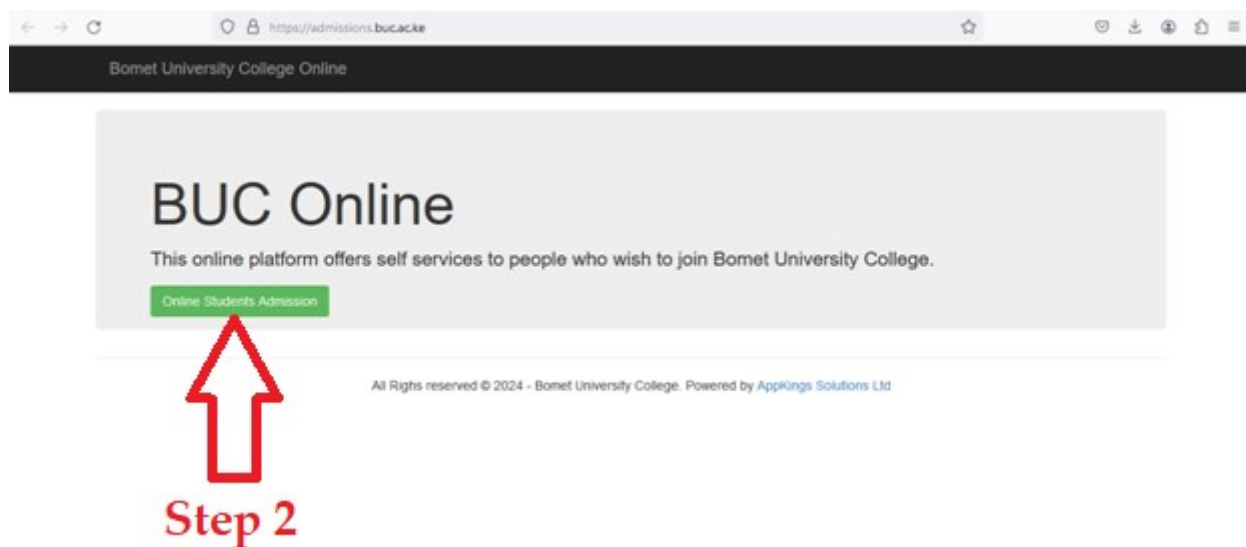 https://admissions.buc.ac.ke
Bomet University College Online
BUC Online
This online platform offers self services to people who wish to join Bomet University College.
Online Students Admission
All Righs reserved © 2024 - Bomet University College. Powered by AppKings Solutions Ltd
Step 2